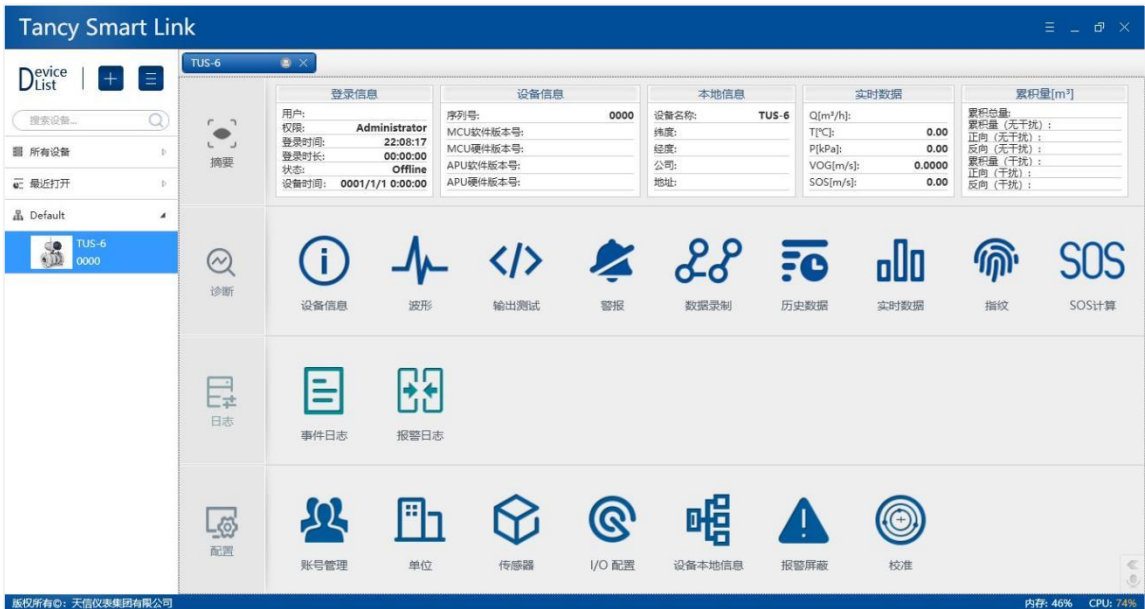 Tancy Smart Link
Device List
搜索设备...
所有设备
最近打开
Default
TUS-6
0000
TUS-6
摘要
登录信息
用户:
权限: Administrator
登录时间: 22:08:17
登录时长: 00:00:00
状态: Offline
设备时间: 0001/1/1 0:00:00
设备信息
序列号: 0000
MCU软件版本号:
MCU硬件版本号:
APU软件版本号:
APU硬件版本号:
本地信息
设备名称: TUS-6
纬度:
经度:
公司:
地址:
实时数据
Q[m³/h]:
T[°C]: 0.00
P[kPa]: 0.00
VOG[m/s]: 0.0000
SOS[m/s]: 0.00
累积量[m³]
累积总量:
累积量（无干扰）:
正向（无干扰）:
反向（无干扰）:
累积量（干扰）:
正向（干扰）:
反向（干扰）:
诊断
设备信息
波形
输出测试
警报
数据录制
历史数据
实时数据
指纹
SOS
SOS计算
日志
事件日志
报警日志
配置
账号管理
单位
传感器
I/O 配置
设备本地信息
报警屏蔽
校准
版权所有©: 天信仪表集团有限公司
内存: 46% CPU: 74%